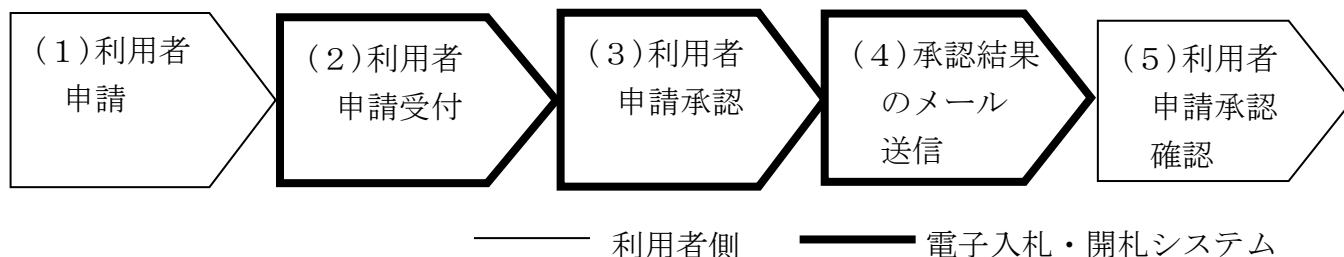 (1)利用者
申請
(2)利用者
申請受付
(3)利用者
申請承認
(4)承認結果
のメール
送信
(5)利用者
申請承認
確認
利用者側
電子入札・開札システム